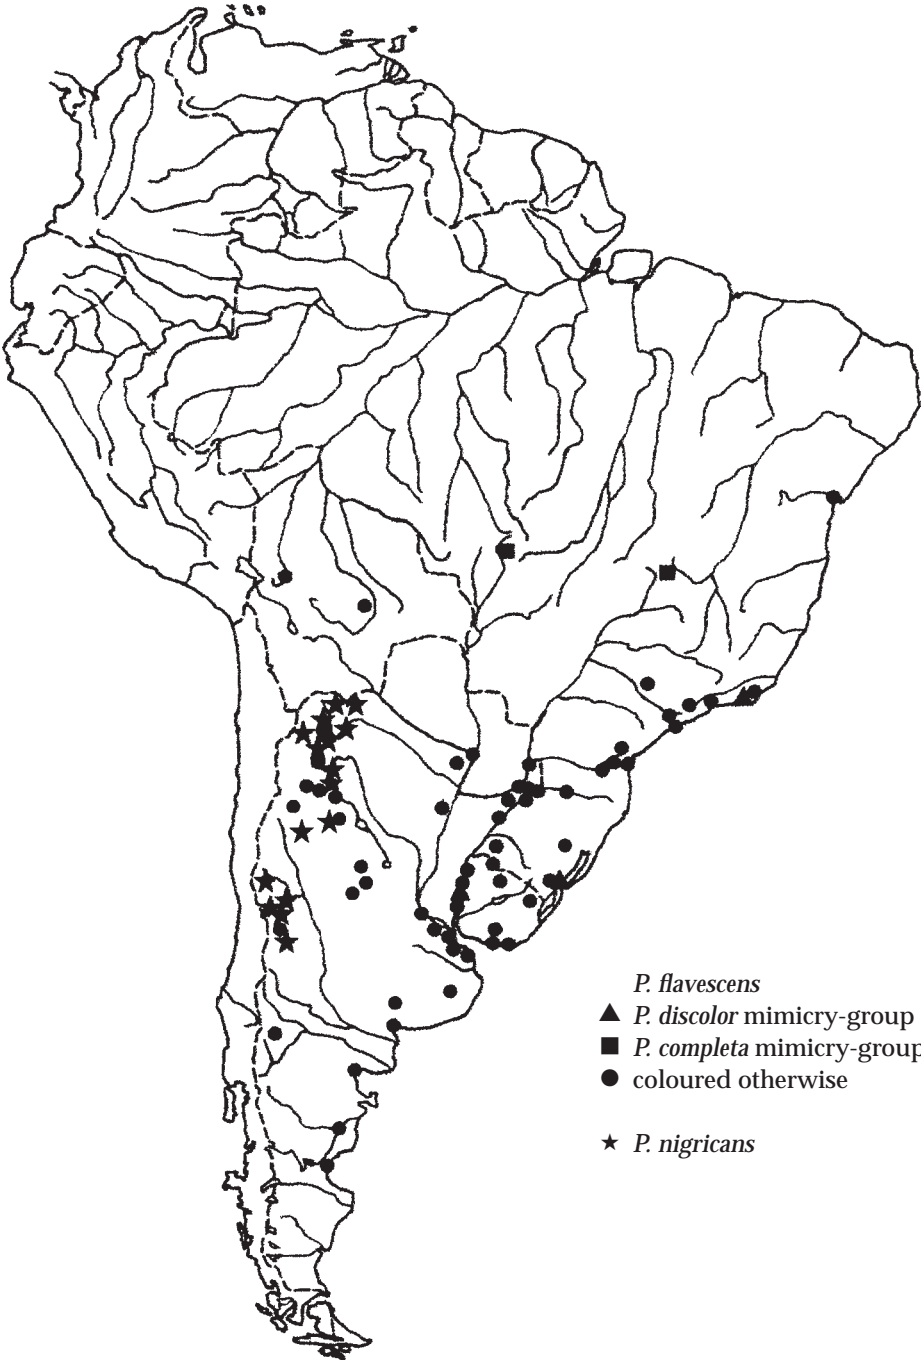 P. flavescens
P. discolor mimicry-group
P. completa mimicry-group
coloured otherwise
P. nigricans